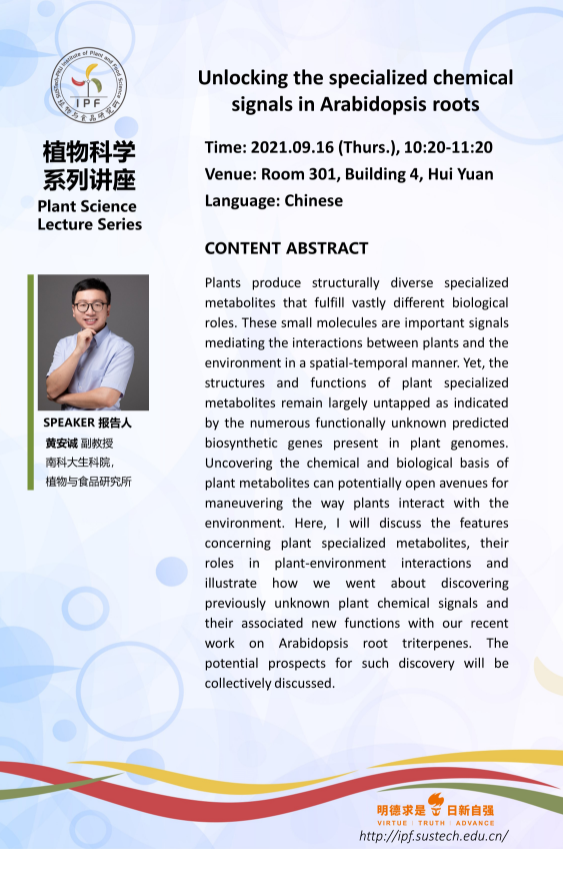 SUSTech-PKU Institute of Plant and Food Science
IPF
植物与食品研究所
植物科学
系列讲座
Plant Science
Lecture Series
SPEAKER 报告人
黄安诚 副教授
南科大生科院,
植物与食品研究所
Unlocking the specialized chemical
signals in Arabidopsis roots
Time: 2021.09.16 (Thurs.), 10:20-11:20
Venue: Room 301, Building 4, Hui Yuan
Language: Chinese
CONTENT ABSTRACT
Plants produce structurally diverse specialized
metabolites that fulfill vastly different biological
roles. These small molecules are important signals
mediating the interactions between plants and the
environment in a spatial-temporal manner. Yet, the
structures and functions of plant specialized
metabolites remain largely untapped as indicated
by the numerous functionally unknown predicted
biosynthetic genes present in plant genomes.
Uncovering the chemical and biological basis of
plant metabolites can potentially open avenues for
maneuvering the way plants interact with the
environment. Here, I will discuss the features
concerning plant specialized metabolites, their
roles in plant-environment interactions and
illustrate how we went about discovering
previously unknown plant chemical signals and
their associated new functions with our recent
work on Arabidopsis root triterpenes. The
potential prospects for such discovery will be
collectively discussed.
明德求是 日新自强
VIRTUE | TRUTH | ADVANCE
http://ipf.sustech.edu.cn/